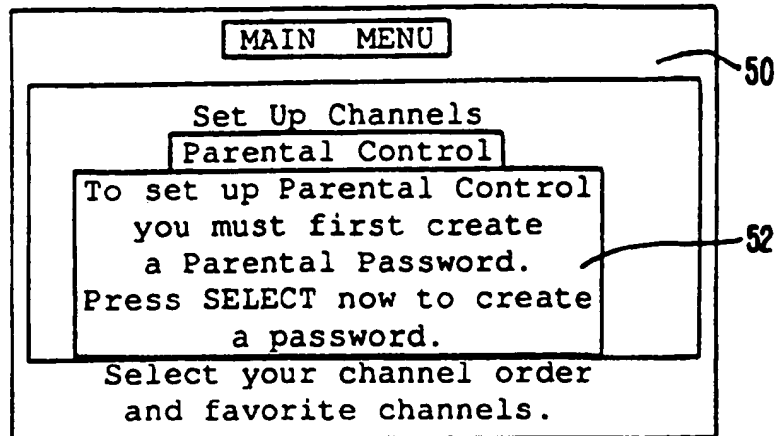 MAIN MENU
50
Set Up Channels
Parental Control
To set up Parental Control
you must first create
a Parental Password.
52
Press SELECT now to create
a password.
Select your channel order
and favorite channels.